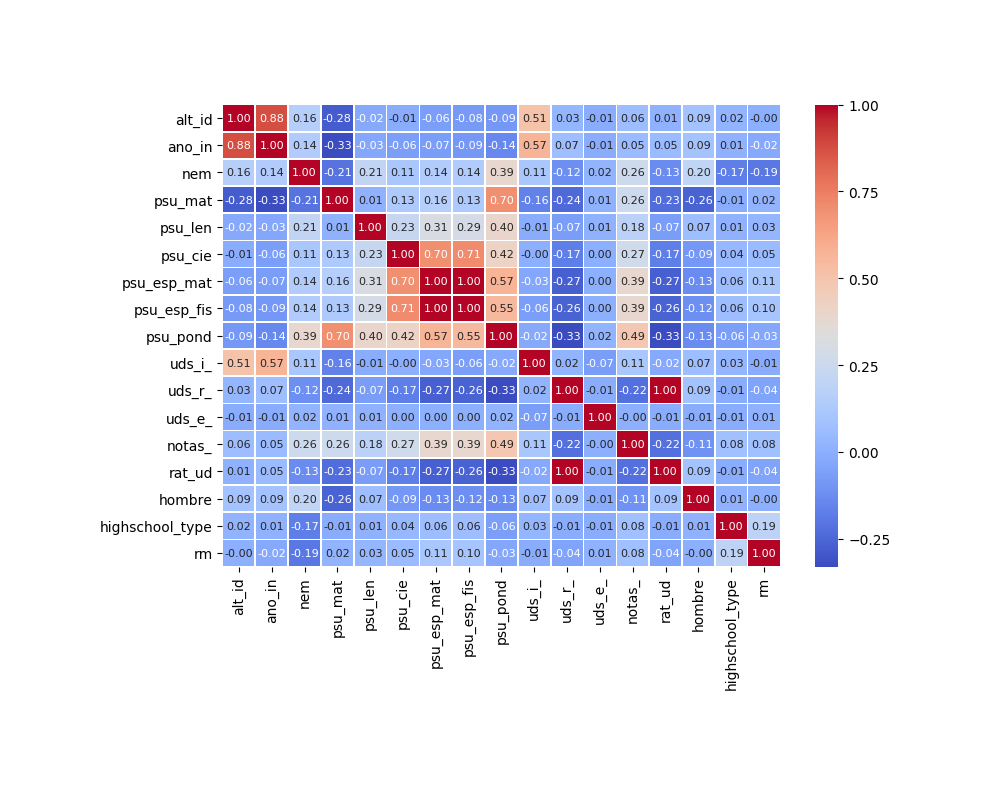 alt_id 1.00 0.88 0.16 -0.28 -0.02 -0.01 -0.06 -0.08 -0.09 0.51 0.03 -0.01 0.06 0.01 0.09 0.02 -0.00 1.00
ano_in 0.88 1.00 0.14 -0.33 -0.03 -0.06 -0.07 -0.09 -0.14 0.57 0.07 -0.01 0.05 0.05 0.09 0.01 -0.02
nem 0.16 0.14 1.00 -0.21 0.21 0.11 0.14 0.14 0.39 0.11 -0.12 0.02 0.26 -0.13 0.20 -0.17 -0.19
psu_mat -0.28 -0.33 -0.21 1.00 0.01 0.13 0.16 0.13 0.70 -0.16 -0.24 0.01 0.26 -0.23 -0.26 -0.01 0.02 0.75
psu_len -0.02 -0.03 0.21 0.01 1.00 0.23 0.31 0.29 0.40 -0.01 -0.07 0.01 0.18 -0.07 0.07 0.01 0.03
psu_cie -0.01 -0.06 0.11 0.13 0.23 1.00 0.70 0.71 0.42 -0.00 -0.17 0.00 0.27 -0.17 -0.09 0.04 0.05
psu_esp_mat -0.06 -0.07 0.14 0.16 0.31 0.70 1.00 1.00 0.57 -0.03 -0.27 0.00 0.39 -0.27 -0.13 0.06 0.11 0.50
psu_esp_fis -0.08 -0.09 0.14 0.13 0.29 0.71 1.00 1.00 0.55 -0.06 -0.26 0.00 0.39 -0.26 -0.12 0.06 0.10
psu_pond -0.09 -0.14 0.39 0.70 0.40 0.42 0.57 0.55 1.00 -0.02 -0.33 0.02 0.49 -0.33 -0.13 -0.06 -0.03
uds_i_ 0.51 0.57 0.11 -0.16 -0.01 -0.00 -0.03 -0.06 -0.02 1.00 0.02 -0.07 0.11 -0.02 0.07 0.03 -0.01 0.25
uds_r_ 0.03 0.07 -0.12 -0.24 -0.07 -0.17 -0.27 -0.26 -0.33 0.02 1.00 -0.01 -0.22 1.00 0.09 -0.01 -0.04
uds_e_ -0.01 -0.01 0.02 0.01 0.01 0.00 0.00 0.00 0.02 -0.07 -0.01 1.00 -0.00 -0.01 -0.01 -0.01 0.01
notas_ 0.06 0.05 0.26 0.26 0.18 0.27 0.39 0.39 0.49 0.11 -0.22 -0.00 1.00 -0.22 -0.11 0.08 0.08 0.00
rat_ud 0.01 0.05 -0.13 -0.23 -0.07 -0.17 -0.27 -0.26 -0.33 -0.02 1.00 -0.01 -0.22 1.00 0.09 -0.01 -0.04
hombre 0.09 0.09 0.20 -0.26 0.07 -0.09 -0.13 -0.12 -0.13 0.07 0.09 -0.01 -0.11 0.09 1.00 0.01 -0.00
highschool_type 0.02 0.01 -0.17 -0.01 0.01 0.04 0.06 0.06 -0.06 0.03 -0.01 -0.01 0.08 -0.01 0.01 1.00 0.19 -0.25
rm -0.00 -0.02 -0.19 0.02 0.03 0.05 0.11 0.10 -0.03 -0.01 -0.04 0.01 0.08 -0.04 -0.00 0.19 1.00
alt_id ano_in nem psu_mat psu_len psu_cie psu_esp_mat psu_esp_fis psu_pond uds_i_ uds_r_ uds_e_ notas_ rat_ud hombre highschool_type rm